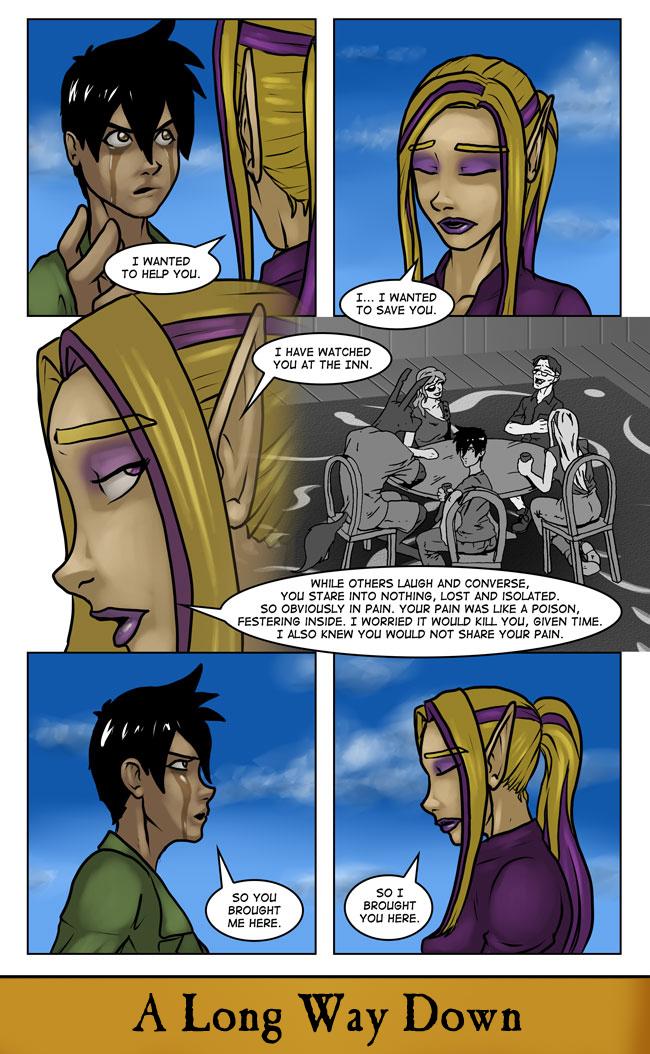 I WANTED
TO HELP YOU.
I... I WANTED
TO SAVE YOU.
I HAVE WATCHED
YOU AT THE INN.
WHILE OTHERS LAUGH AND CONVERSE,
YOU STARE INTO NOTHING, LOST AND ISOLATED.
SO OBVIOUSLY IN PAIN. YOUR PAIN WAS LIKE A POISON,
FESTERING INSIDE. I WORRIED IT WOULD KILL YOU, GIVEN TIME.
I ALSO KNEW YOU WOULD NOT SHARE YOUR PAIN.
SO YOU
BROUGHT
ME HERE.
SO I
BROUGHT
YOU HERE.
A Long Way Down